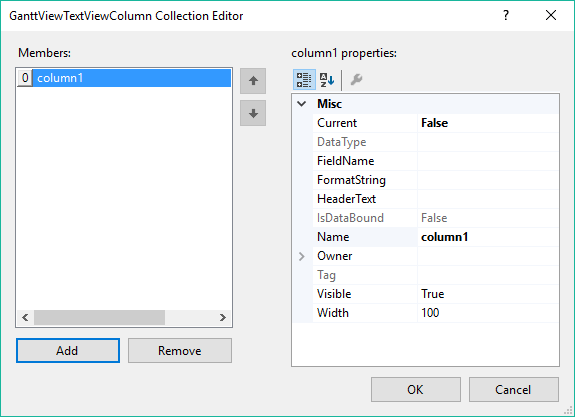 GanttViewTextViewColumn Collection Editor
?
Members:
0 column1
Add
Remove
column1 properties:
A
Z
Misc
Current False
DataType
FieldName
FormatString
HeaderText
IsDataBound False
Name column1
Owner
Tag
Visible True
Width 100
OK
Cancel